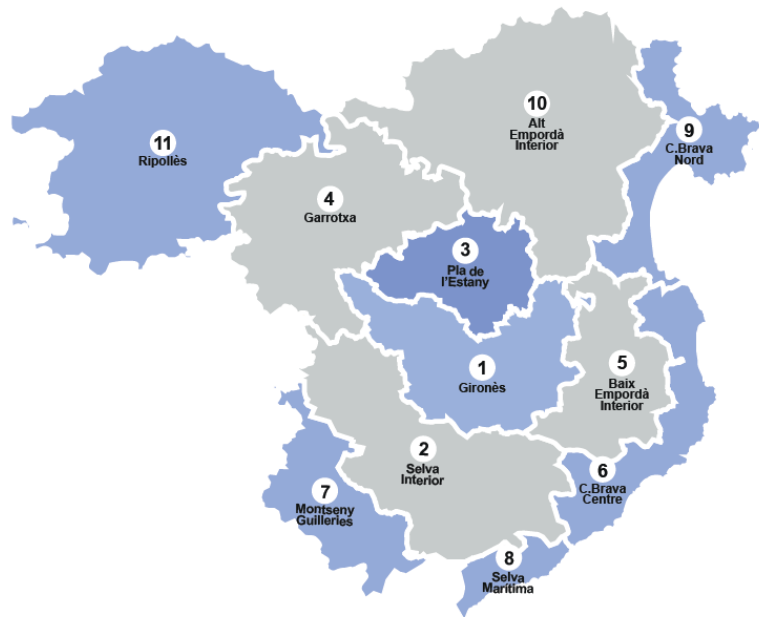 10
Alt
Empordà
Interior
9
C.Brava
Nord
11
Ripollès
4
Garrotxa
3
Pla de
l'Estany
1
Gironès
5
Baix
Empordà
Interior
2
Selva
Interior
6
C.Brava
Centre
7
Montseny
Guilleries
8
Selva
Marítima